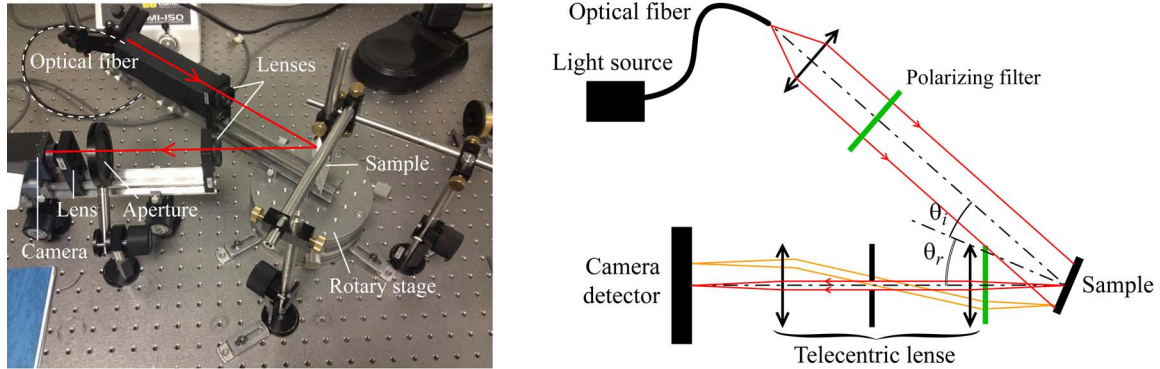 MI-150
Optical fiber
Lenses
Sample
Lens
Aperture
Camera
Rotary stage
Optical fiber
Light source
Polarizing filter
θi
θr
Camera
detector
Sample
Telecentric lense